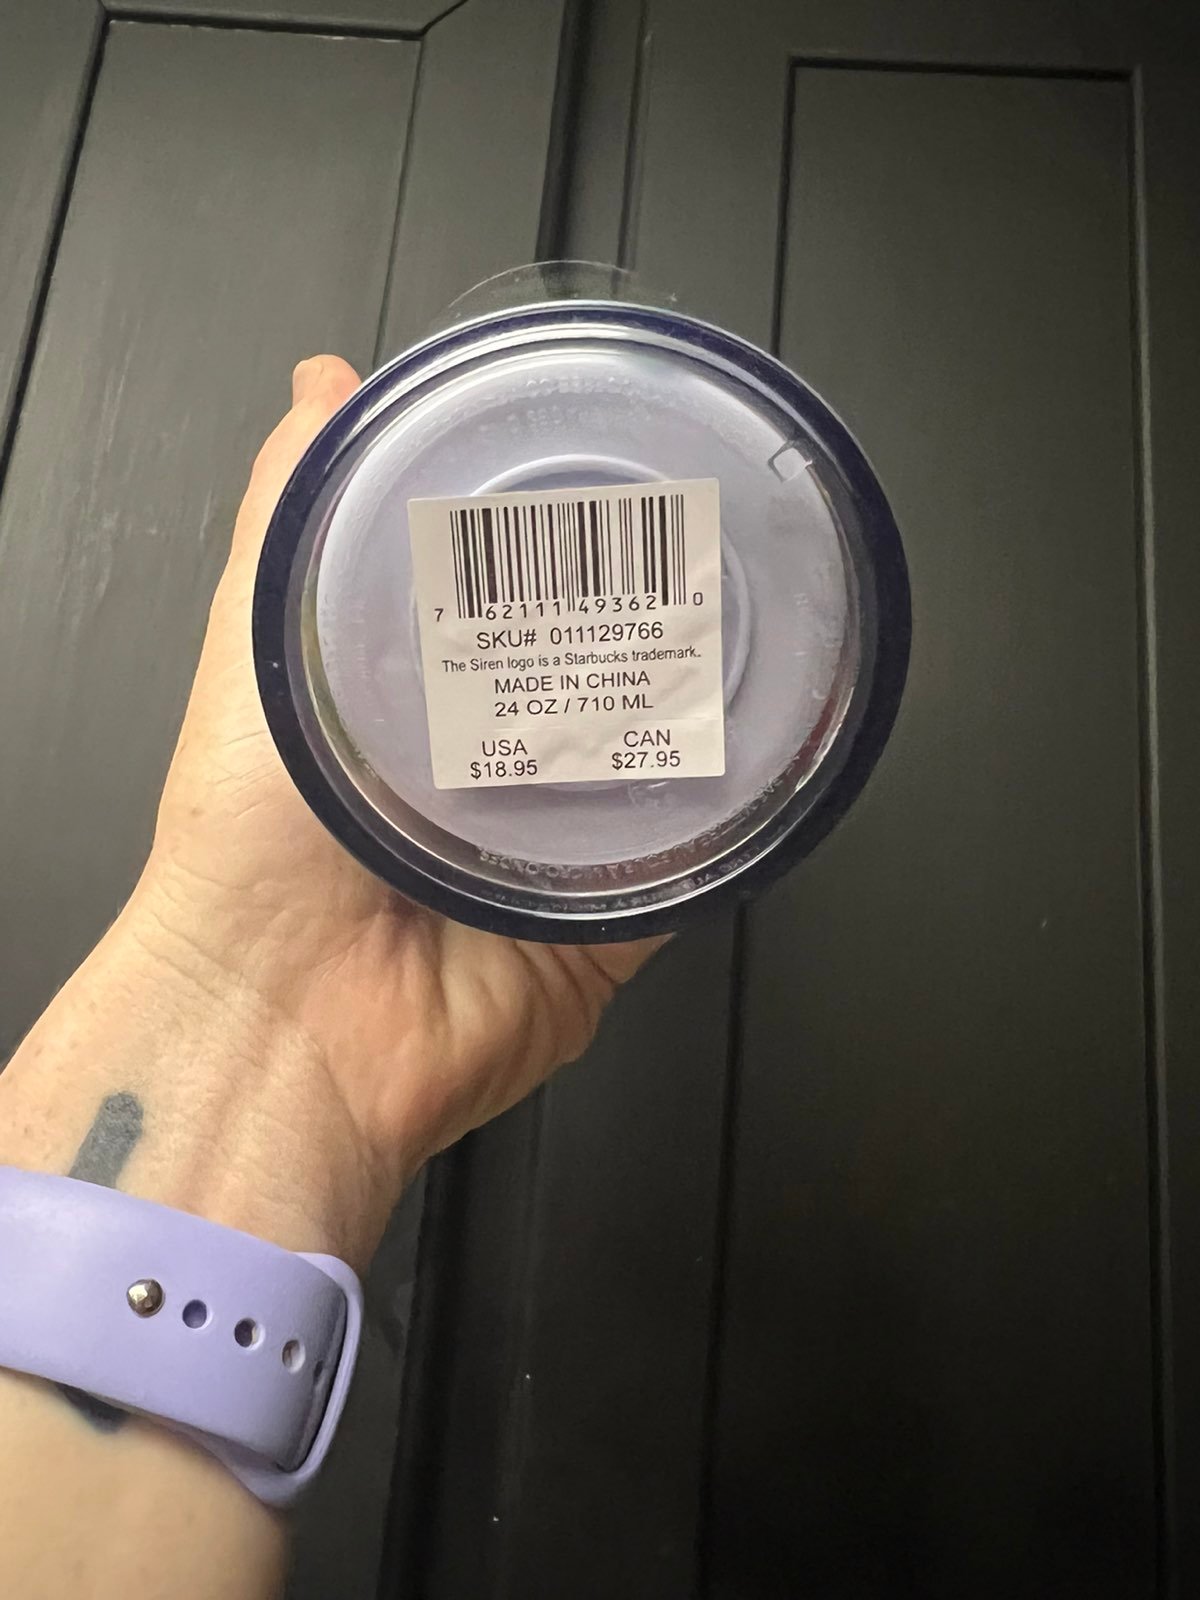 7 62111 49362 0
SKU# 011129766
The Siren logo is a Starbucks trademark.
MADE IN CHINA
24 OZ / 710 ML
USA CAN
$18.95 $27.95